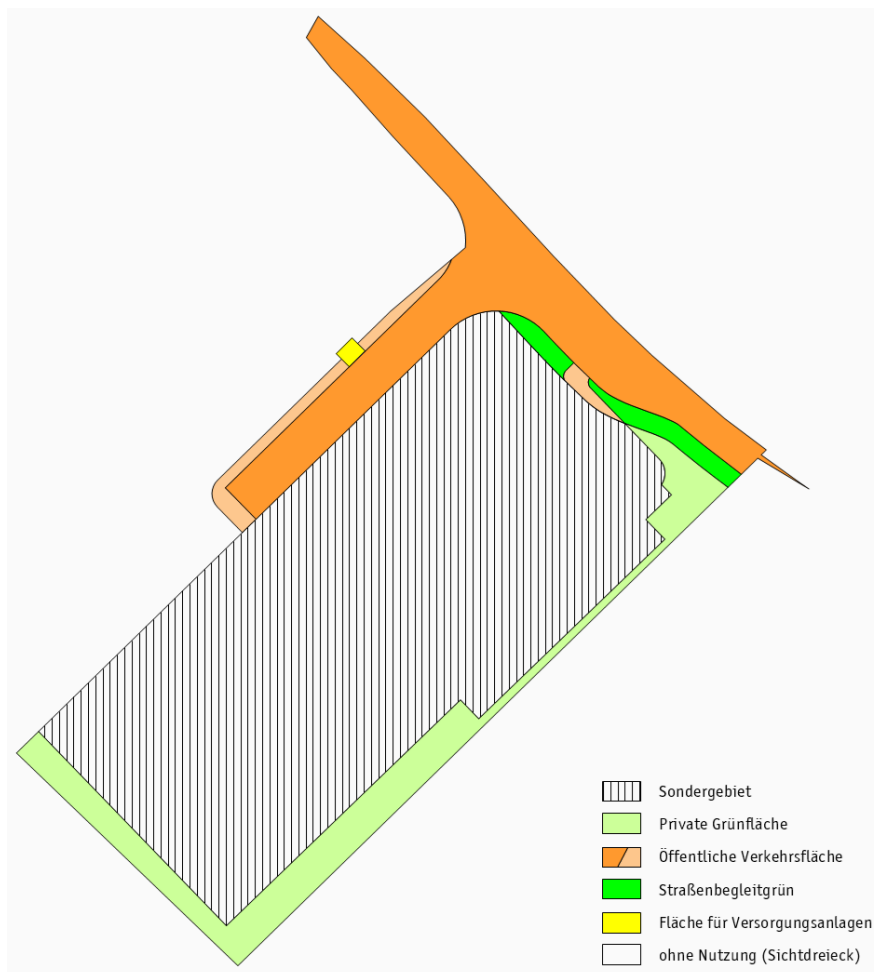 Sondergebiet
Private Grünfläche
Öffentliche Verkehrsfläche
Straßenbegleitgrün
Fläche für Versorgungsanlagen
ohne Nutzung (Sichtdreieck)